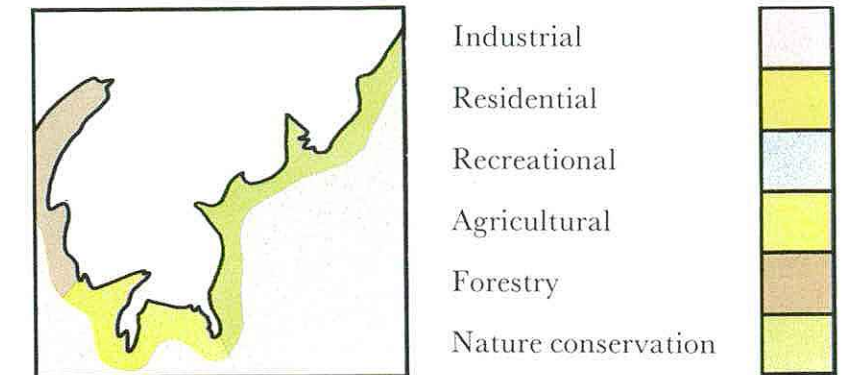 Industrial
Residential
Recreational
Agricultural
Forestry
Nature conservation